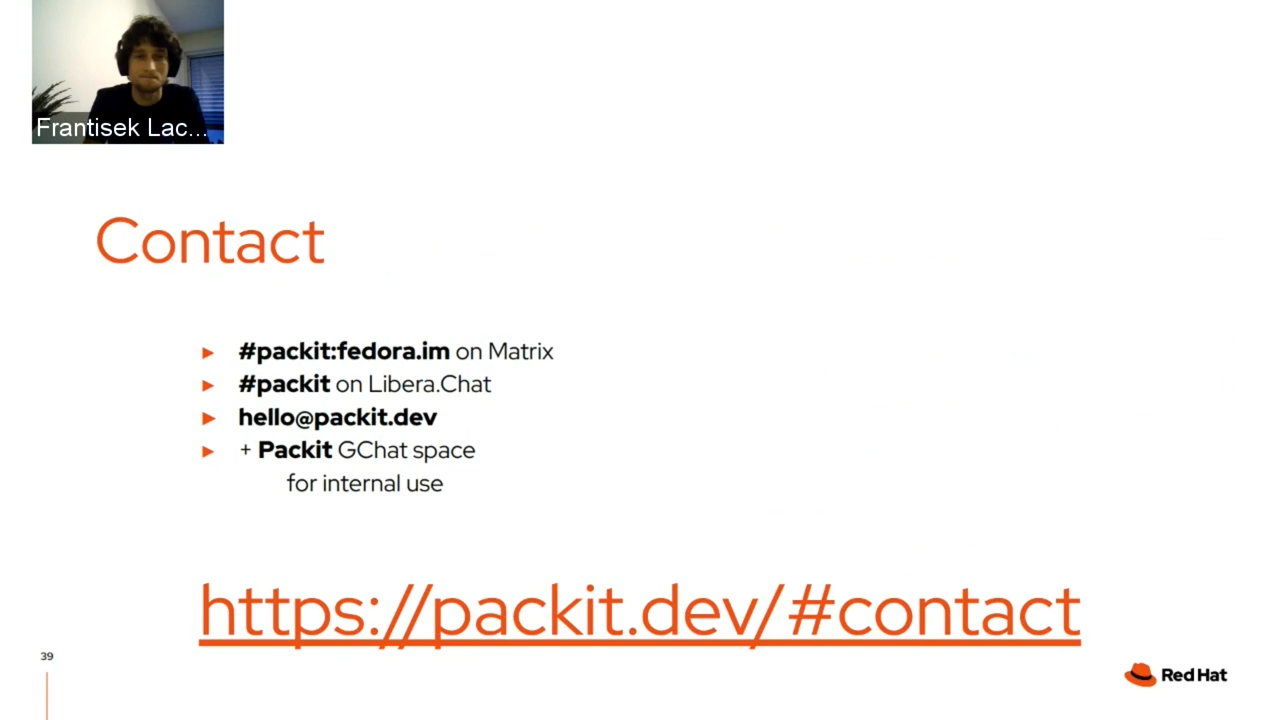 Frantisek Lac...
Contact
► #packit:fedora.im on Matrix
► #packit on Libera.Chat
► hello@packit.dev
► + Packit GChat space
for internal use
https://packit.dev/#contact
39
Red Hat